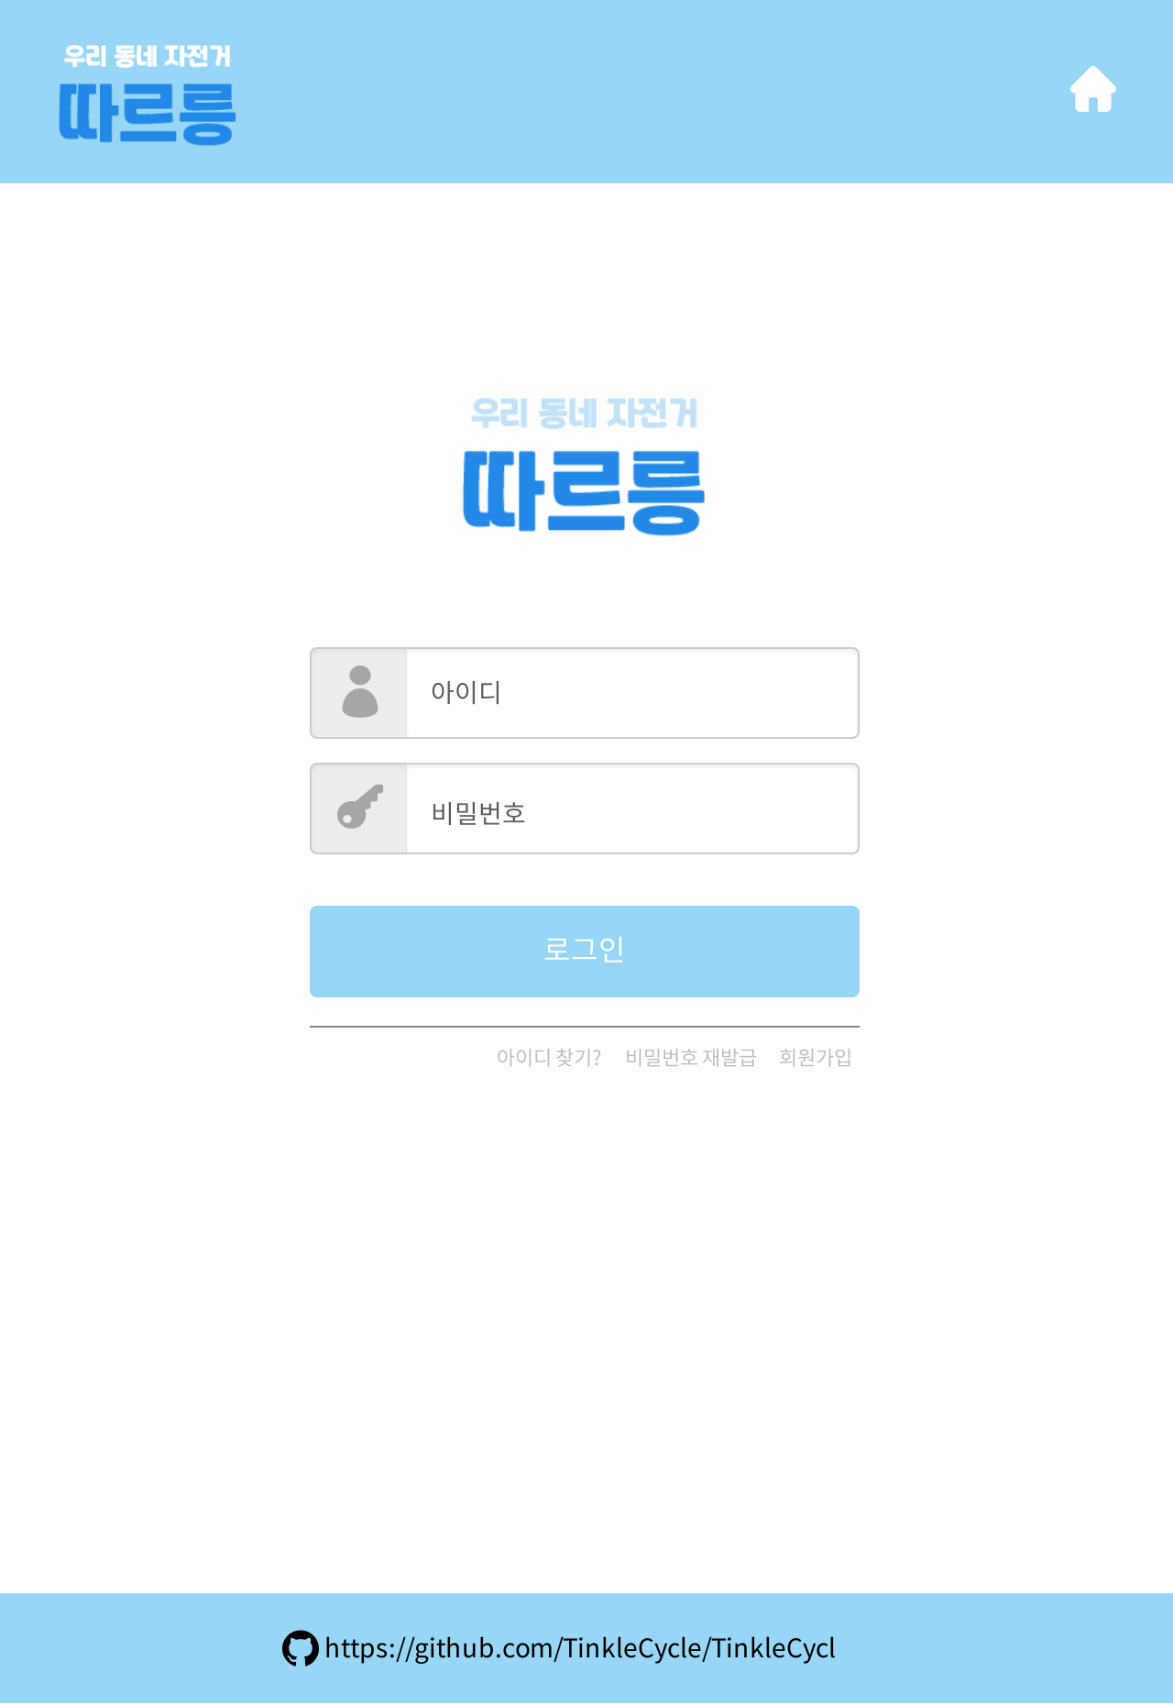 우리 동네 자전거
따르릉
우리 동네 자전거
따르릉
아이디
비밀번호
로그인
아이디 찾기? 비밀번호 재발급 회원가입
https://github.com/TinkleCycle/TinkleCycl